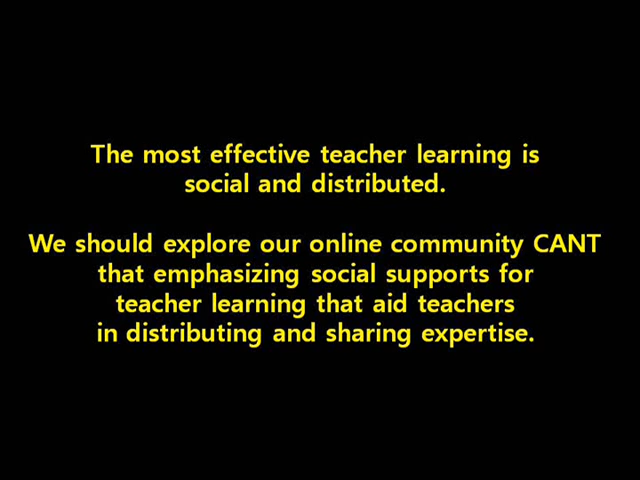 The most effective teacher learning is
social and distributed.
We should explore our online community CANT
that emphasizing social supports for
teacher learning that aid teachers
in distributing and sharing expertise.